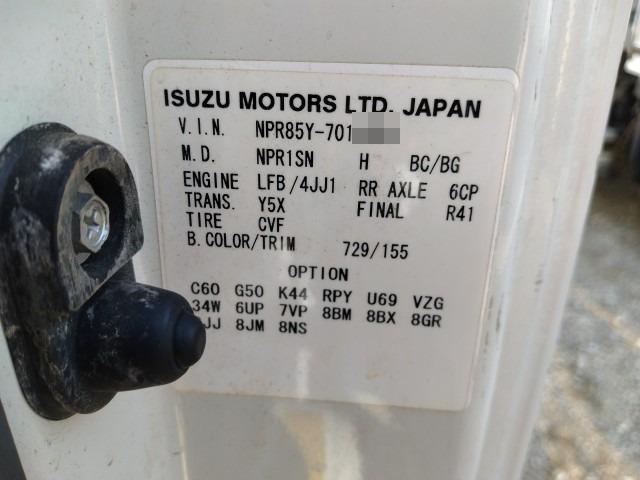 ISUZU MOTORS LTD. JAPAN
V.I.N. NPR85Y-701
M.D. NPR1SN H BC/BG
ENGINE LFB/4JJ1 RR AXLE 6CP
TRANS. Y5X FINAL R41
TIRE CVF
B.COLOR/TRIM 729/155
OPTION
C60 G50 K44 RPY U69 VZG
34W 6UP 7VP 8BM 8BX 8GR
JJ 8JM 8NS